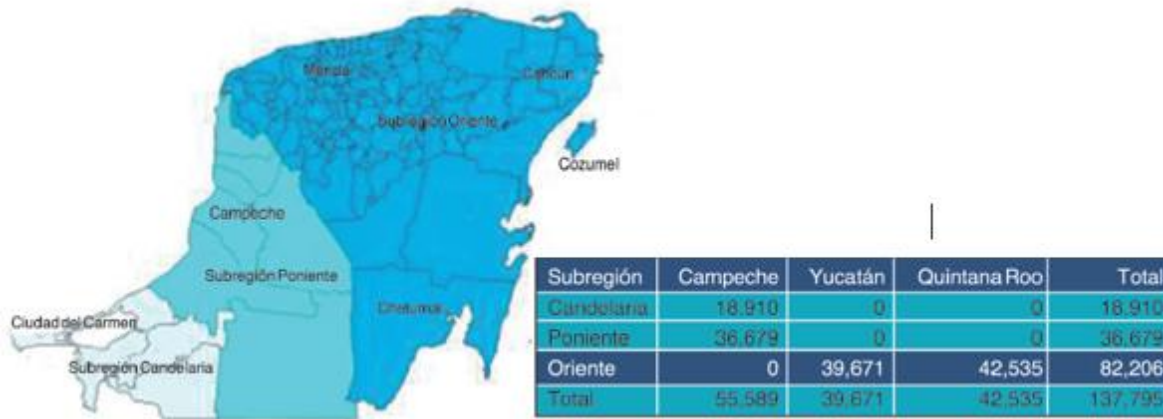 Mérida
Cancún
Subregión Oriente
Cozumel
Campeche
Subregión Poniente
Chetumal
Ciudad del Carmen
Subregión Candelaria
Subregión Campeche Yucatán Quintana Roo Total
Candelaria 18.910 0 0 18.910
Poniente 36,679 0 0 36,679
Oriente 0 39,671 42,535 82,206
Total 55,589 39,671 42,535 137,795